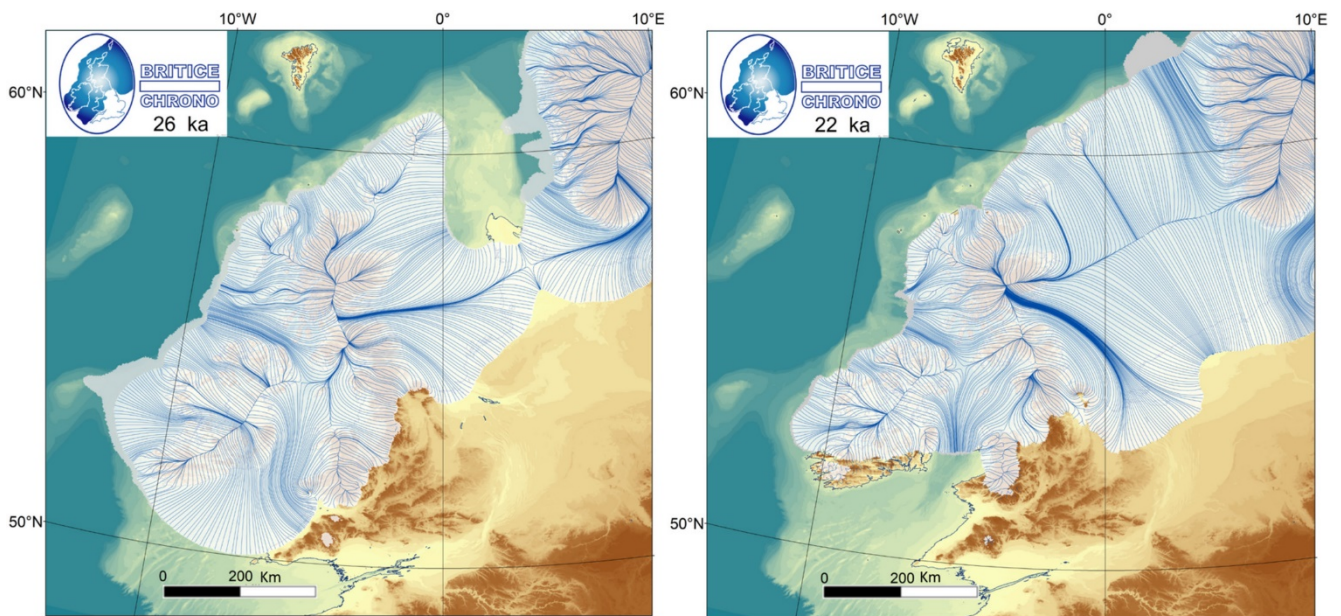 10°W 0° 10°E
60°N
BRITICE
CHRONO
26 ka
50°N
0 200 Km
10°W 0° 10°E
60°N
BRITICE
CHRONO
22 ka
50°N
0 200 Km